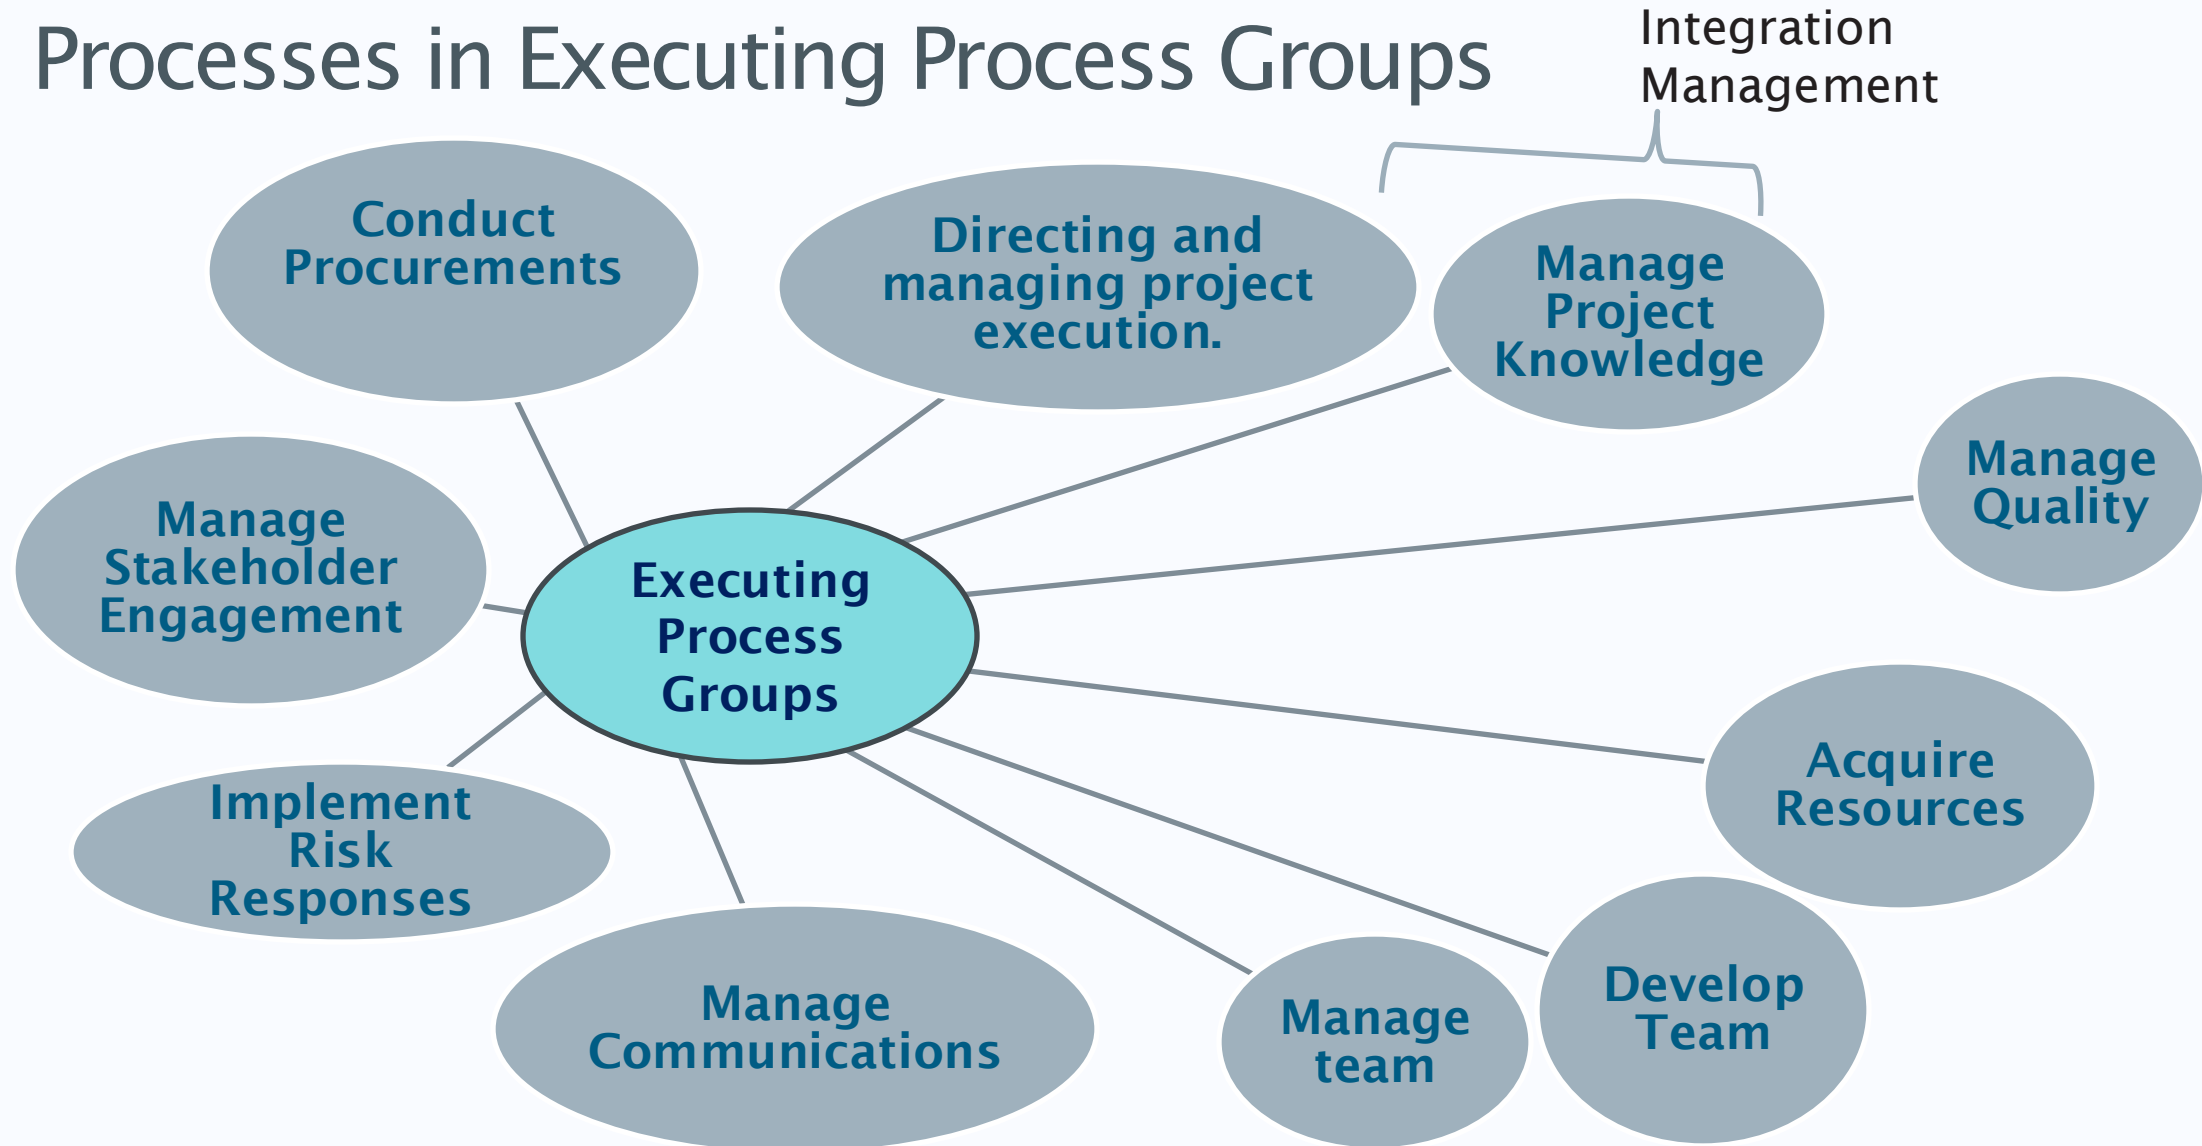 Processes in Executing Process Groups
Integration
Management
Conduct
Procurements
Directing and
managing project
execution.
Manage
Project
Knowledge
Manage
Quality
Manage
Stakeholder
Engagement
Executing
Process
Groups
Acquire
Resources
Implement
Risk
Responses
Develop
Team
Manage
Communications
Manage
team